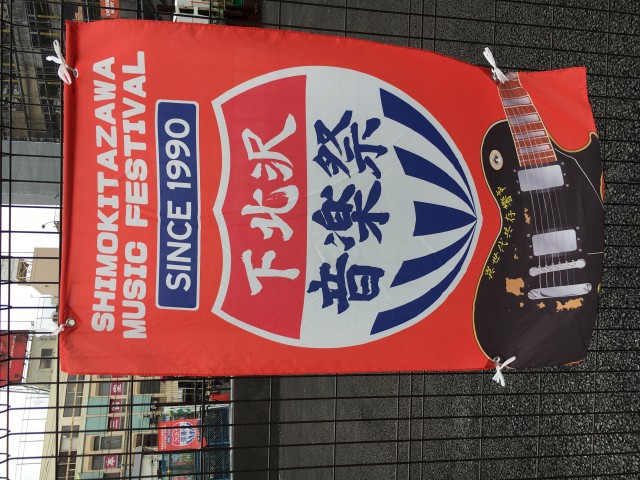 SHIMOKITAZAWA
MUSIC FESTIVAL
SINCE 1990
下北沢
音楽祭